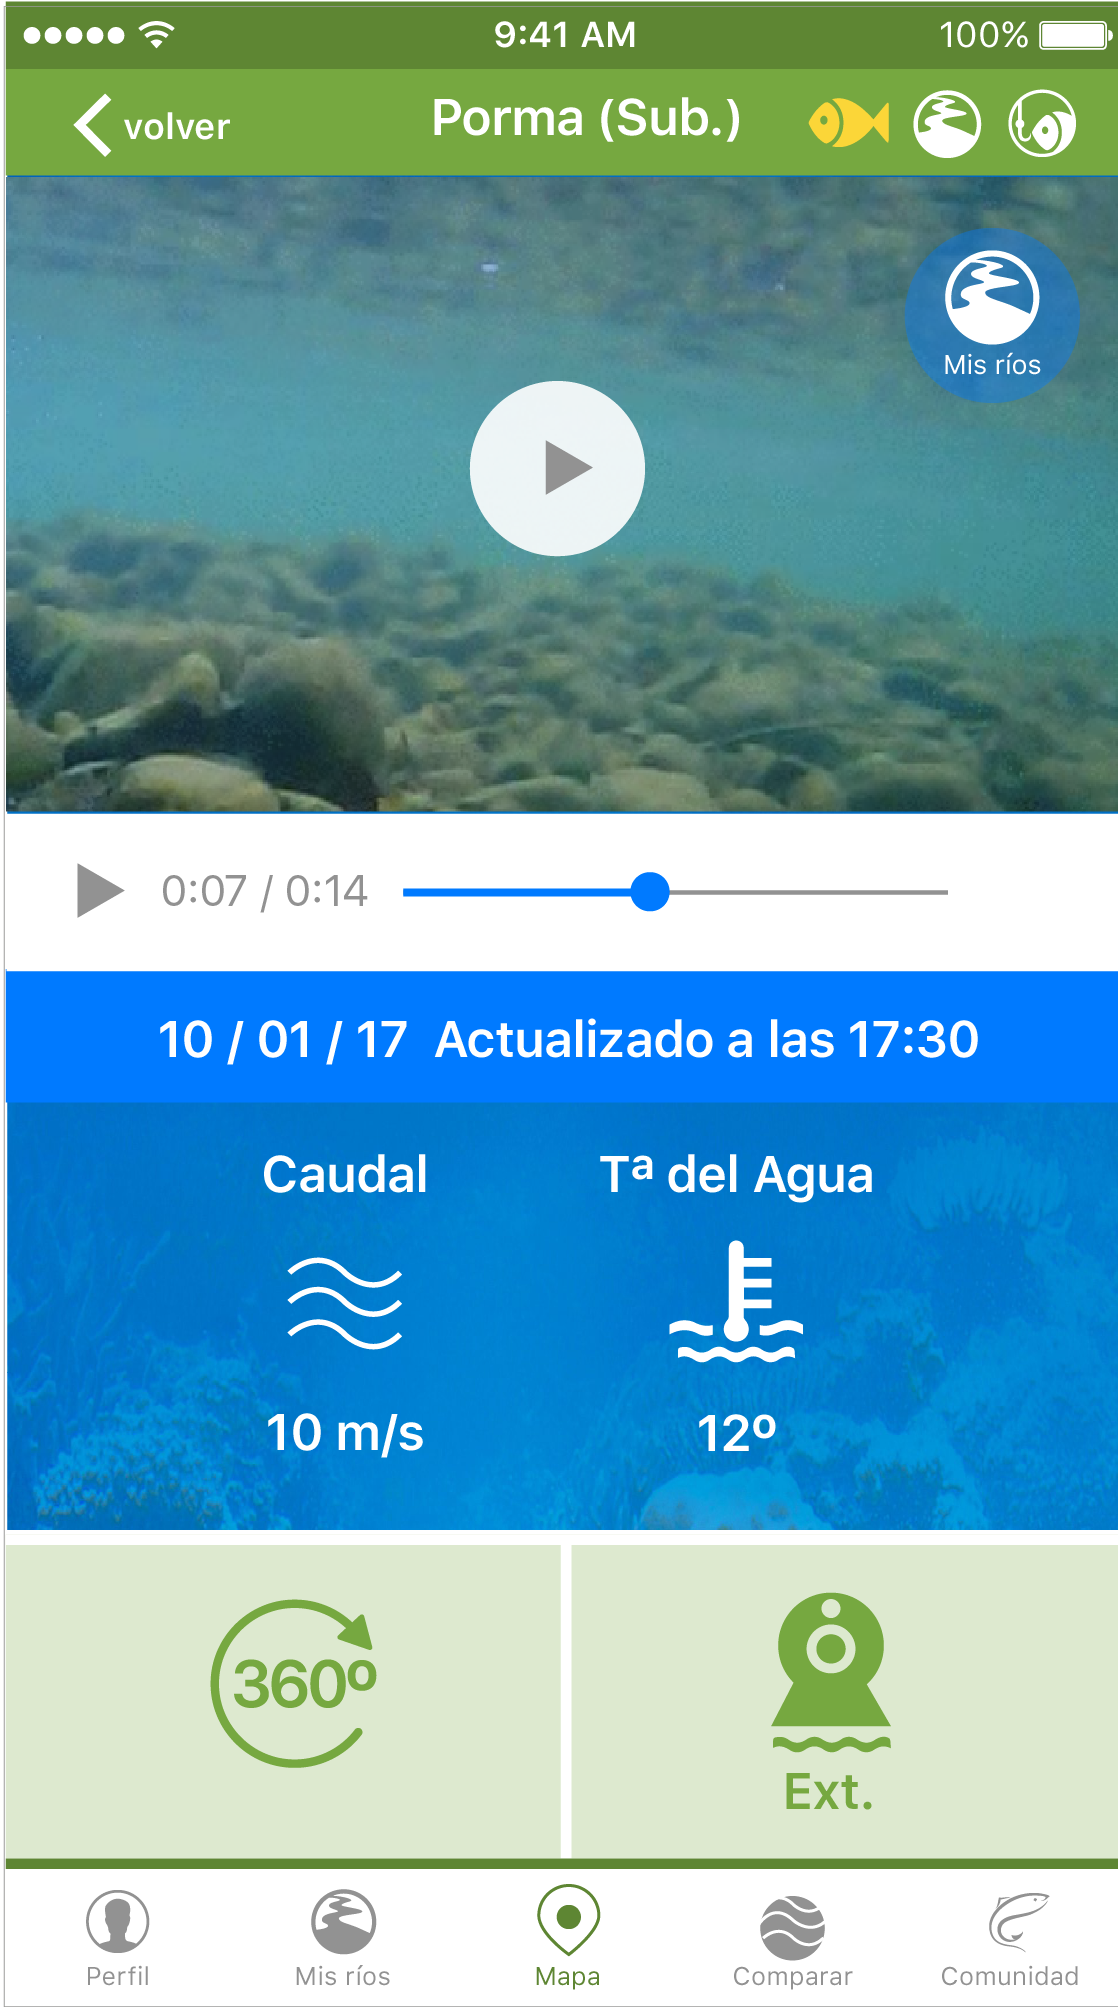 9:41 AM 100%
volver Porma (Sub.)
Mis ríos
0:07 / 0:14
10 / 01 / 17 Actualizado a las 17:30
Caudal Tª del Agua
10 m/s 12º
360º
Ext.
Perfil Mis ríos Mapa Comparar Comunidad